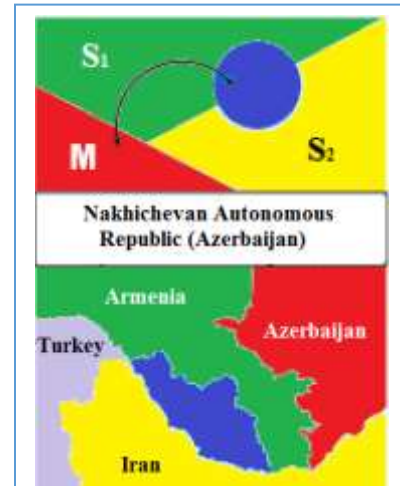 S₁
M
S₂
Nakhichevan Autonomous
Republic (Azerbaijan)
Armenia
Azerbaijan
Turkey
Iran